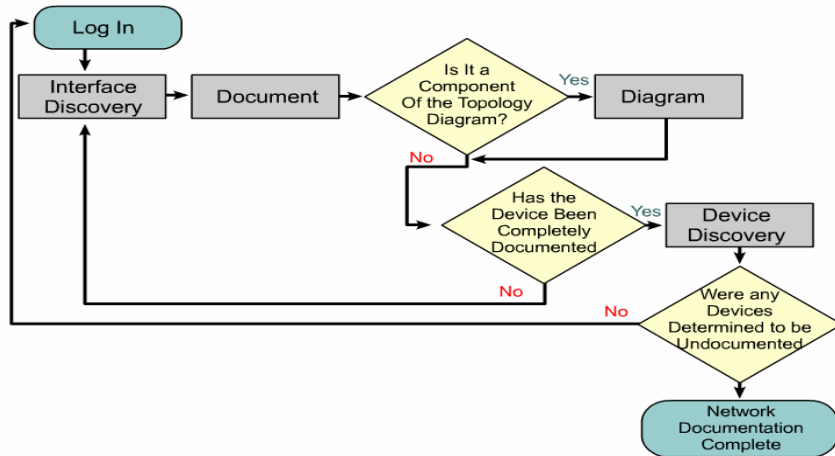 Log In
Interface
Discovery
Document
Is It a
Component
Of the Topology
Diagram?
Yes
Diagram
No
Has the
Device Been
Completely
Documented
Yes
Device
Discovery
No
Were any
Devices
Determined to be
Undocumented
No
Network
Documentation
Complete